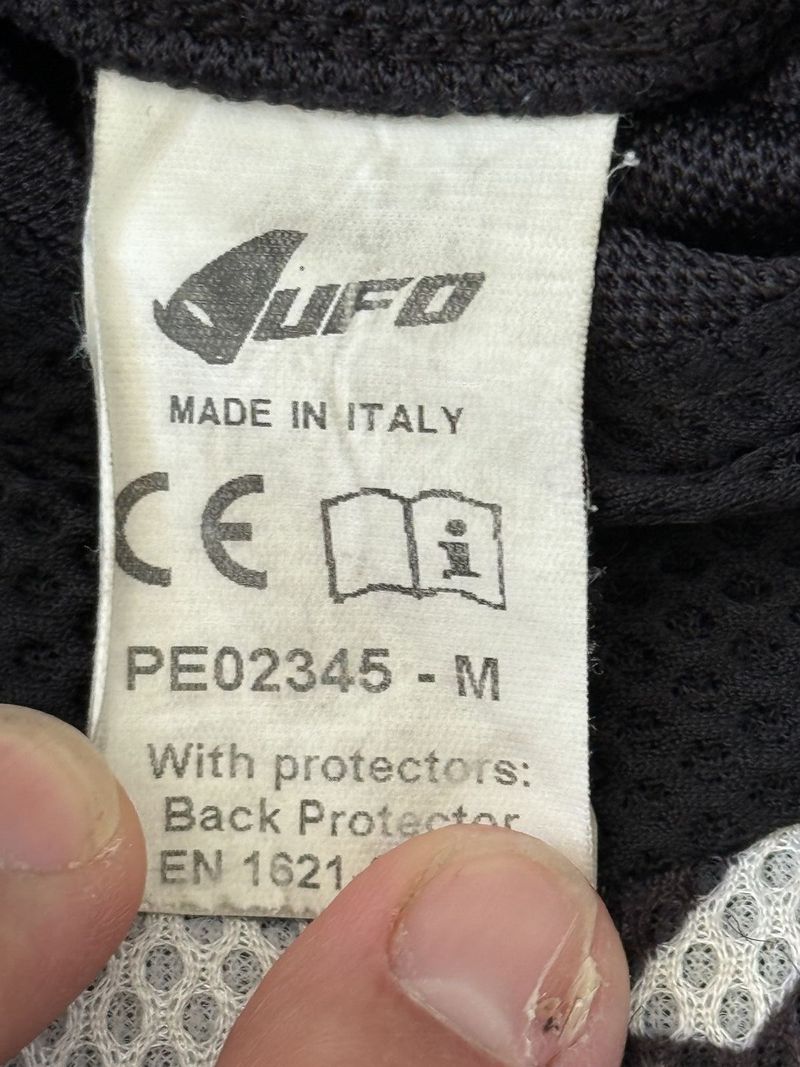 UFO
MADE IN ITALY
CE
i
PE02345 - M
With protectors:
Back Protector
EN 1621